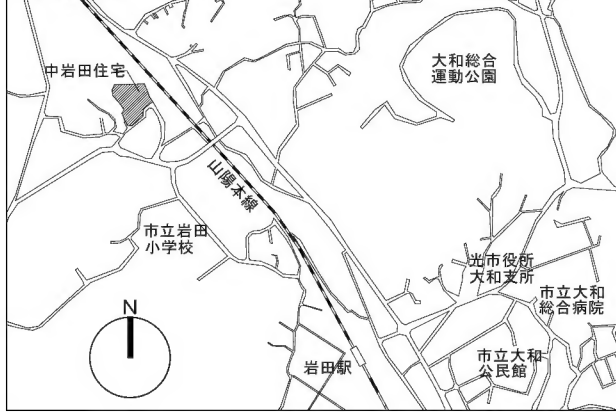 中岩田住宅
大和総合
運動公園
山陽本線
市立岩田
小学校
光市役所
大和支所
市立大和
総合病院
N
岩田駅
市立大和
公民館